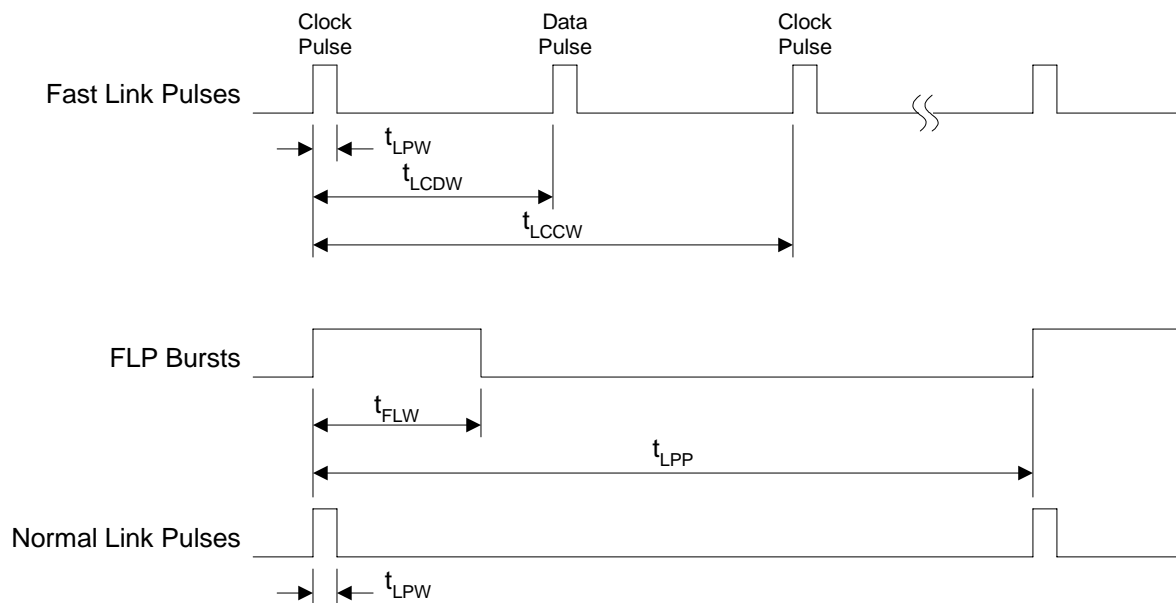 Clock
Pulse
Data
Pulse
Clock
Pulse
Fast Link Pulses
tLPW
tLCDW
tLCCW
FLP Bursts
tFLW
tLPP
Normal Link Pulses
tLPW